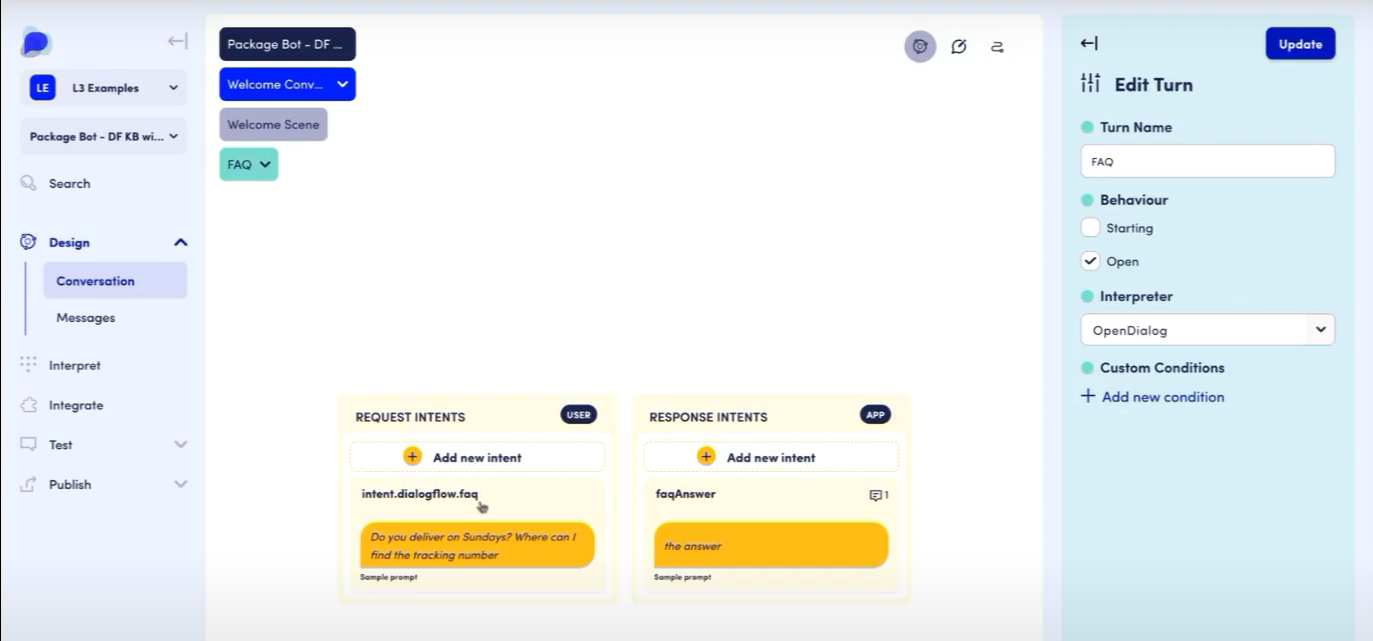 LE
L3 Examples
Package Bot - DF KB wi...
Search
Design
Conversation
Messages
Interpret
Integrate
Test
Publish
Package Bot - DF ...
Welcome Conv...
Welcome Scene
FAQ
REQUEST INTENTS
USER
Add new intent
intent.dialogflow.faq
Do you deliver on Sundays? Where can I
find the tracking number
Sample prompt
RESPONSE INTENTS
APP
Add new intent
faqAnswer
1
the answer
Sample prompt
Update
Edit Turn
Turn Name
FAQ
Behaviour
Starting
Open
Interpreter
OpenDialog
Custom Conditions
Add new condition